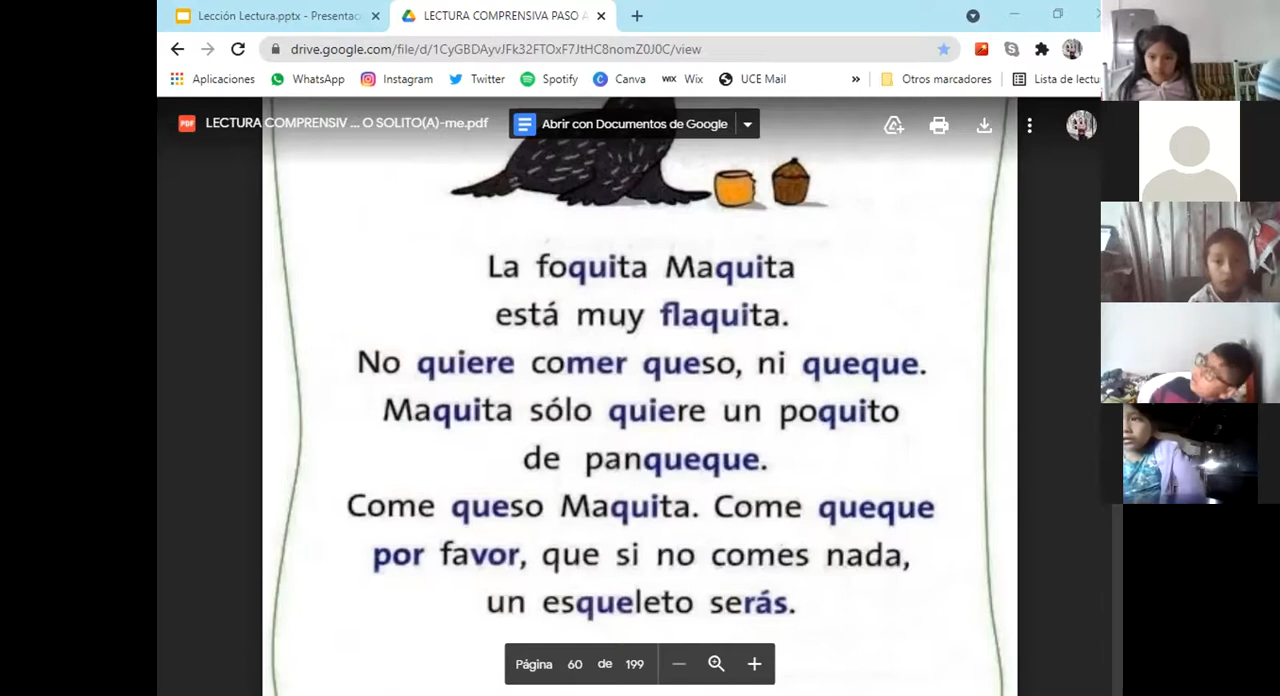 Lección Lectura.pptx - Presentac
LECTURA COMPRENSIVA PASO A
drive.google.com/file/d/1CyGBDAyvJFk32FTOxF7JtHC8nomZ0J0C/view
Aplicaciones WhatsApp Instagram Twitter Spotify Canva WIX Wix UCE Mail » Otros marcadores Lista de lectu
PDF LECTURA COMPRENSIV ... O SOLITO(A)-me.pdf Abrir con Documentos de Google
La foquita Maquita
está muy flaquita.
No quiere comer queso, ni queque.
Maquita sólo quiere un poquito
de panqueque.
Come queso Maquita. Come queque
por favor, que si no comes nada,
un esqueleto serás.
Página 60 de 199